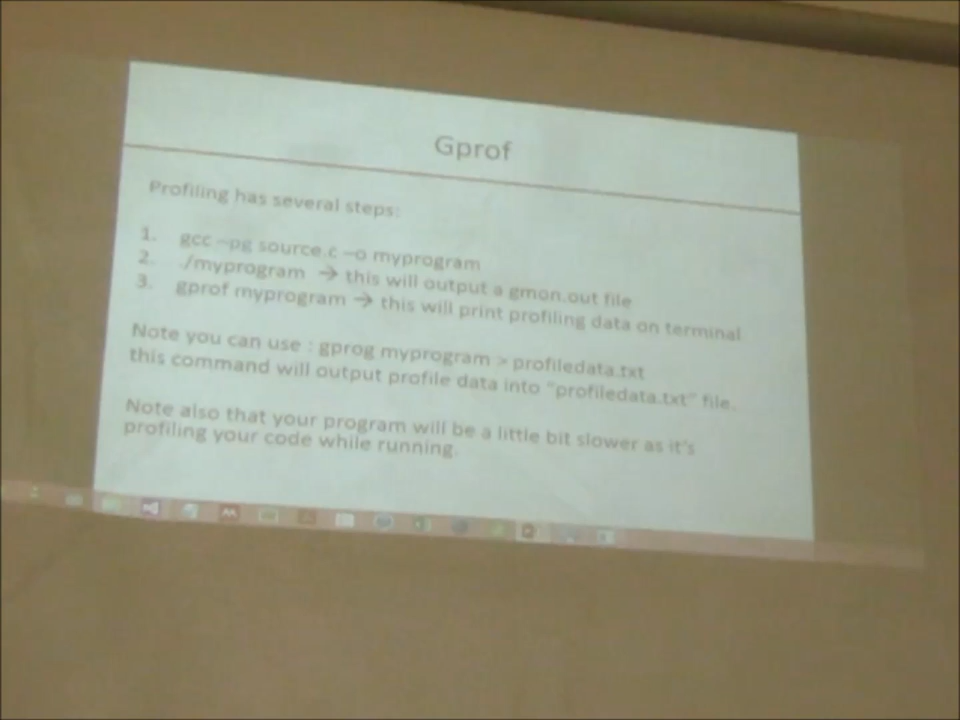 Gprof
Profiling has several steps:
1. gcc –pg source.c –o myprogram
2. ./myprogram → this will output a gmon.out file
3. gprof myprogram → this will print profiling data on terminal
Note you can use : gprog myprogram > profiledata.txt
this command will output profile data into "profiledata.txt" file.
Note also that your program will be a little bit slower as it's
profiling your code while running.